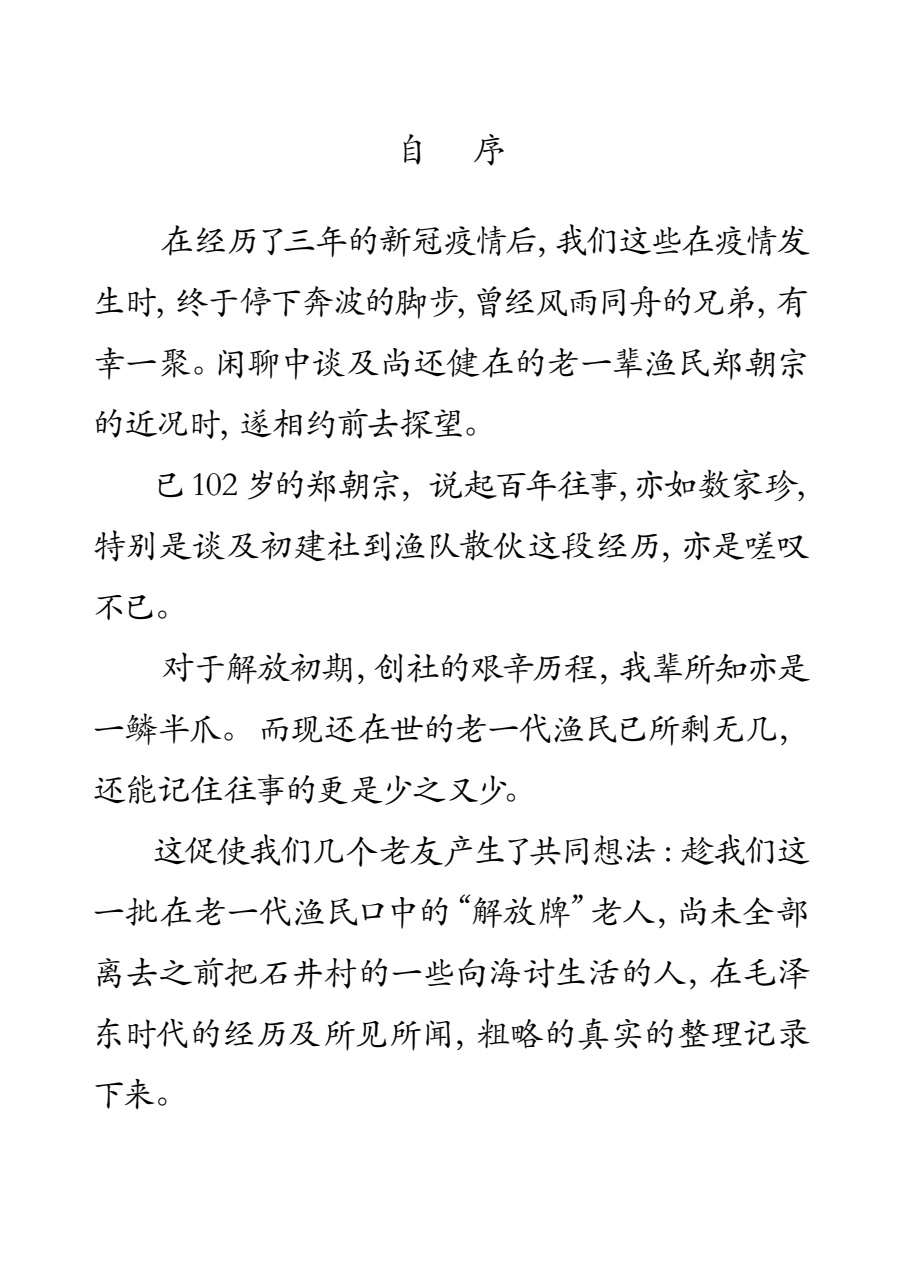 自 序
在经历了三年的新冠疫情后, 我们这些在疫情发
生时, 终于停下奔波的脚步, 曾经风雨同舟的兄弟, 有
幸一聚。闲聊中谈及尚还健在的老一辈渔民郑朝宗
的近况时, 遂相约前去探望。
已 102 岁的郑朝宗, 说起百年往事, 亦如数家珍,
特别是谈及初建社到渔队散伙这段经历, 亦是嗟叹
不已。
对于解放初期, 创社的艰辛历程, 我辈所知亦是
一鳞半爪。 而现还在世的老一代渔民已所剩无几,
还能记住往事的更是少之又少。
这促使我们几个老友产生了共同想法 : 趁我们这
一批在老一代渔民口中的 “解放牌” 老人, 尚未全部
离去之前把石井村的一些向海讨生活的人, 在毛泽
东时代的经历及所见所闻, 粗略的真实的整理记录
下来。